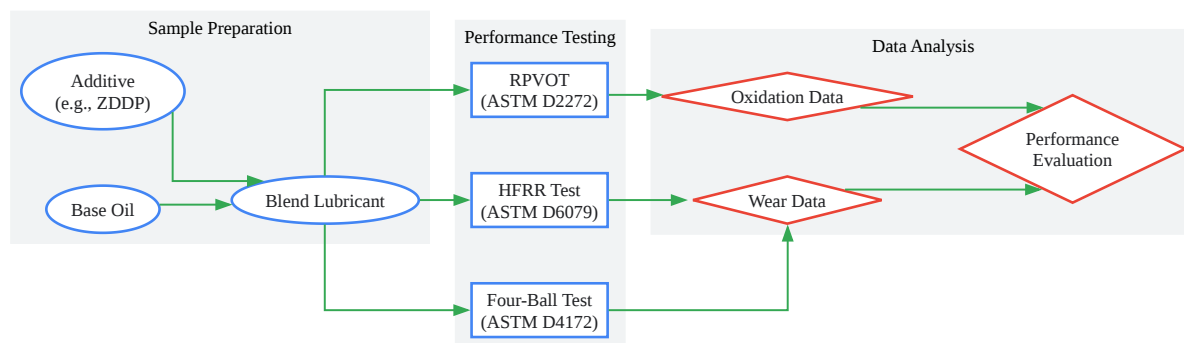 Sample Preparation
Additive
(e.g., ZDDP)
Base Oil
Blend Lubricant
Performance Testing
RPVOT
(ASTM D2272)
HFRR Test
(ASTM D6079)
Four-Ball Test
(ASTM D4172)
Data Analysis
Oxidation Data
Wear Data
Performance
Evaluation